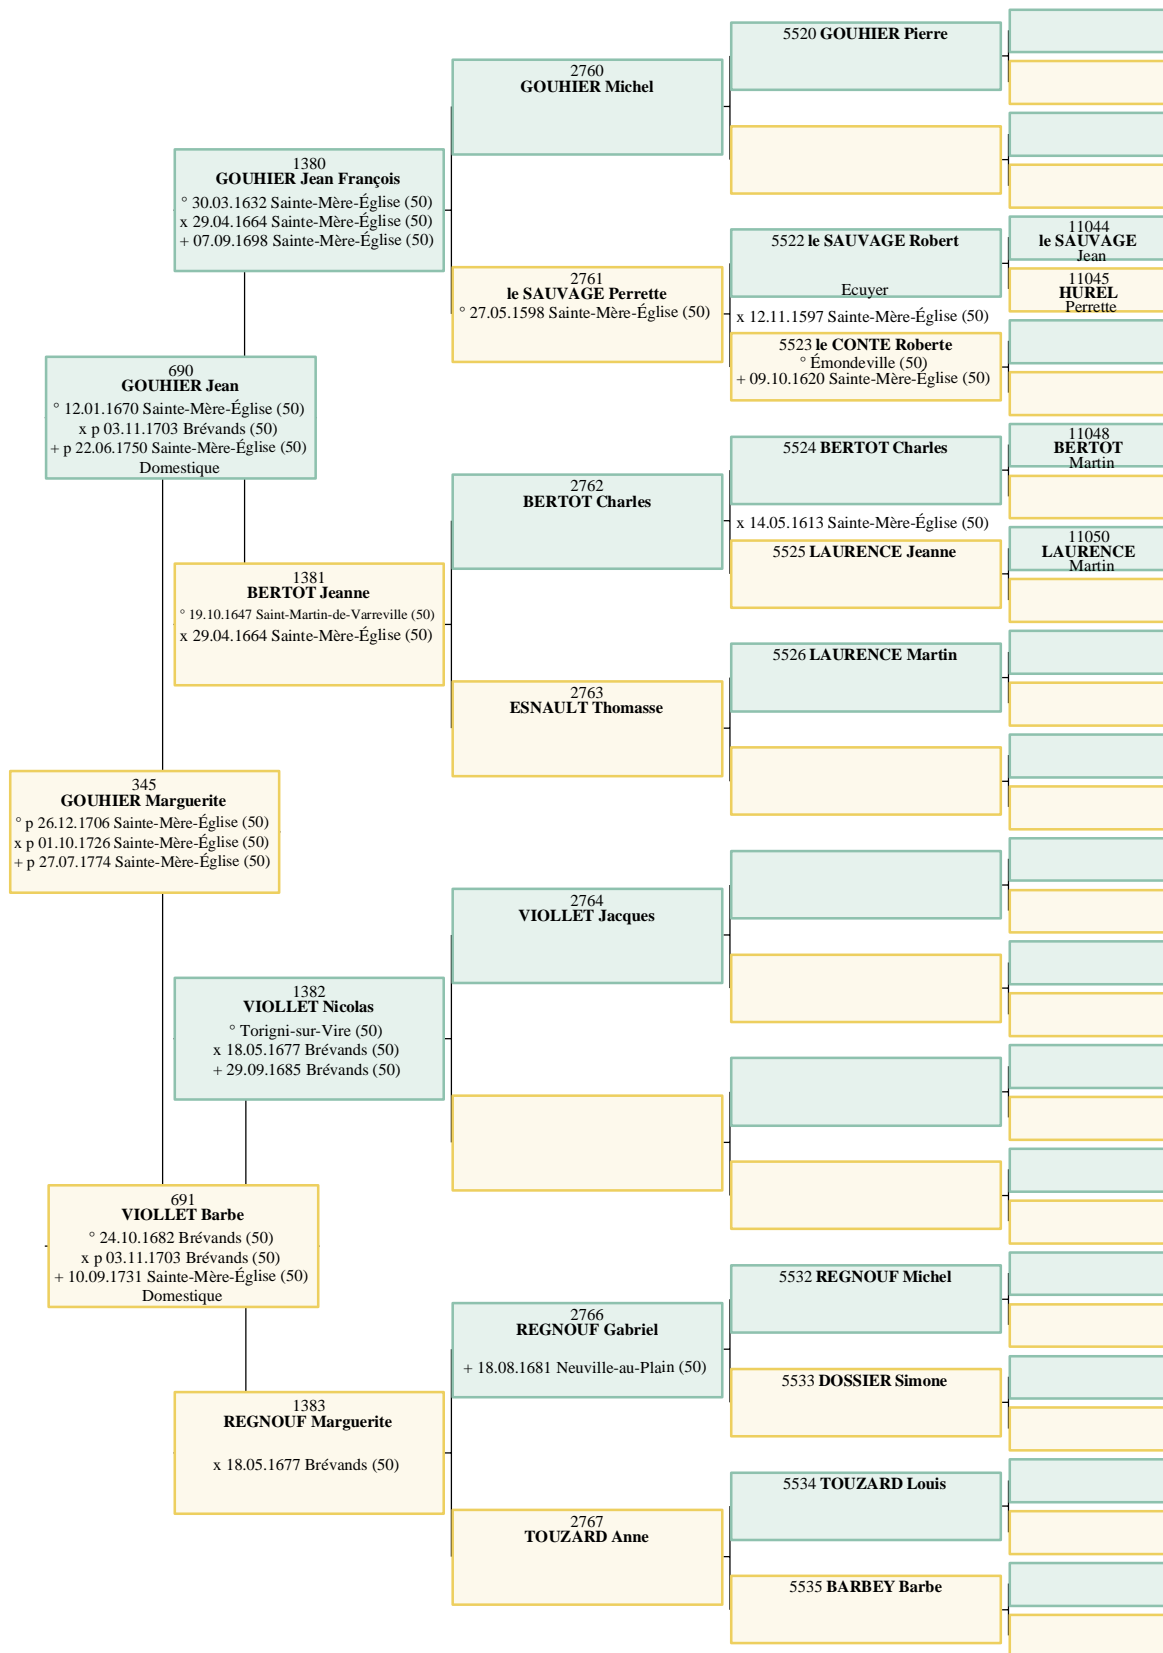 5520 GOUHIER Pierre
2760
GOUHIER Michel
1380
GOUHIER Jean François
° 30.03.1632 Sainte-Mère-Église (50)
x 29.04.1664 Sainte-Mère-Église (50)
+ 07.09.1698 Sainte-Mère-Église (50)
5522 le SAUVAGE Robert
Ecuyer
11044
le SAUVAGE
Jean
11045
HUREL
Perrette
2761
le SAUVAGE Perrette
° 27.05.1598 Sainte-Mère-Église (50)
x 12.11.1597 Sainte-Mère-Église (50)
5523 le CONTE Roberte
° Émondeville (50)
+ 09.10.1620 Sainte-Mère-Église (50)
690
GOUHIER Jean
° 12.01.1670 Sainte-Mère-Église (50)
x p 03.11.1703 Brévands (50)
+ p 22.06.1750 Sainte-Mère-Église (50)
Domestique
5524 BERTOT Charles
11048
BERTOT
Martin
2762
BERTOT Charles
x 14.05.1613 Sainte-Mère-Église (50)
5525 LAURENCE Jeanne
11050
LAURENCE
Martin
1381
BERTOT Jeanne
° 19.10.1647 Saint-Martin-de-Varreville (50)
x 29.04.1664 Sainte-Mère-Église (50)
5526 LAURENCE Martin
2763
ESNAULT Thomasse
345
GOUHIER Marguerite
° p 26.12.1706 Sainte-Mère-Église (50)
x p 01.10.1726 Sainte-Mère-Église (50)
+ p 27.07.1774 Sainte-Mère-Église (50)
2764
VIOLLET Jacques
1382
VIOLLET Nicolas
° Torigni-sur-Vire (50)
x 18.05.1677 Brévands (50)
+ 29.09.1685 Brévands (50)
691
VIOLLET Barbe
° 24.10.1682 Brévands (50)
x p 03.11.1703 Brévands (50)
+ 10.09.1731 Sainte-Mère-Église (50)
Domestique
5532 REGNOUF Michel
2766
REGNOUF Gabriel
+ 18.08.1681 Neuville-au-Plain (50)
5533 DOSSIER Simone
1383
REGNOUF Marguerite
x 18.05.1677 Brévands (50)
5534 TOUZARD Louis
2767
TOUZARD Anne
5535 BARBEY Barbe